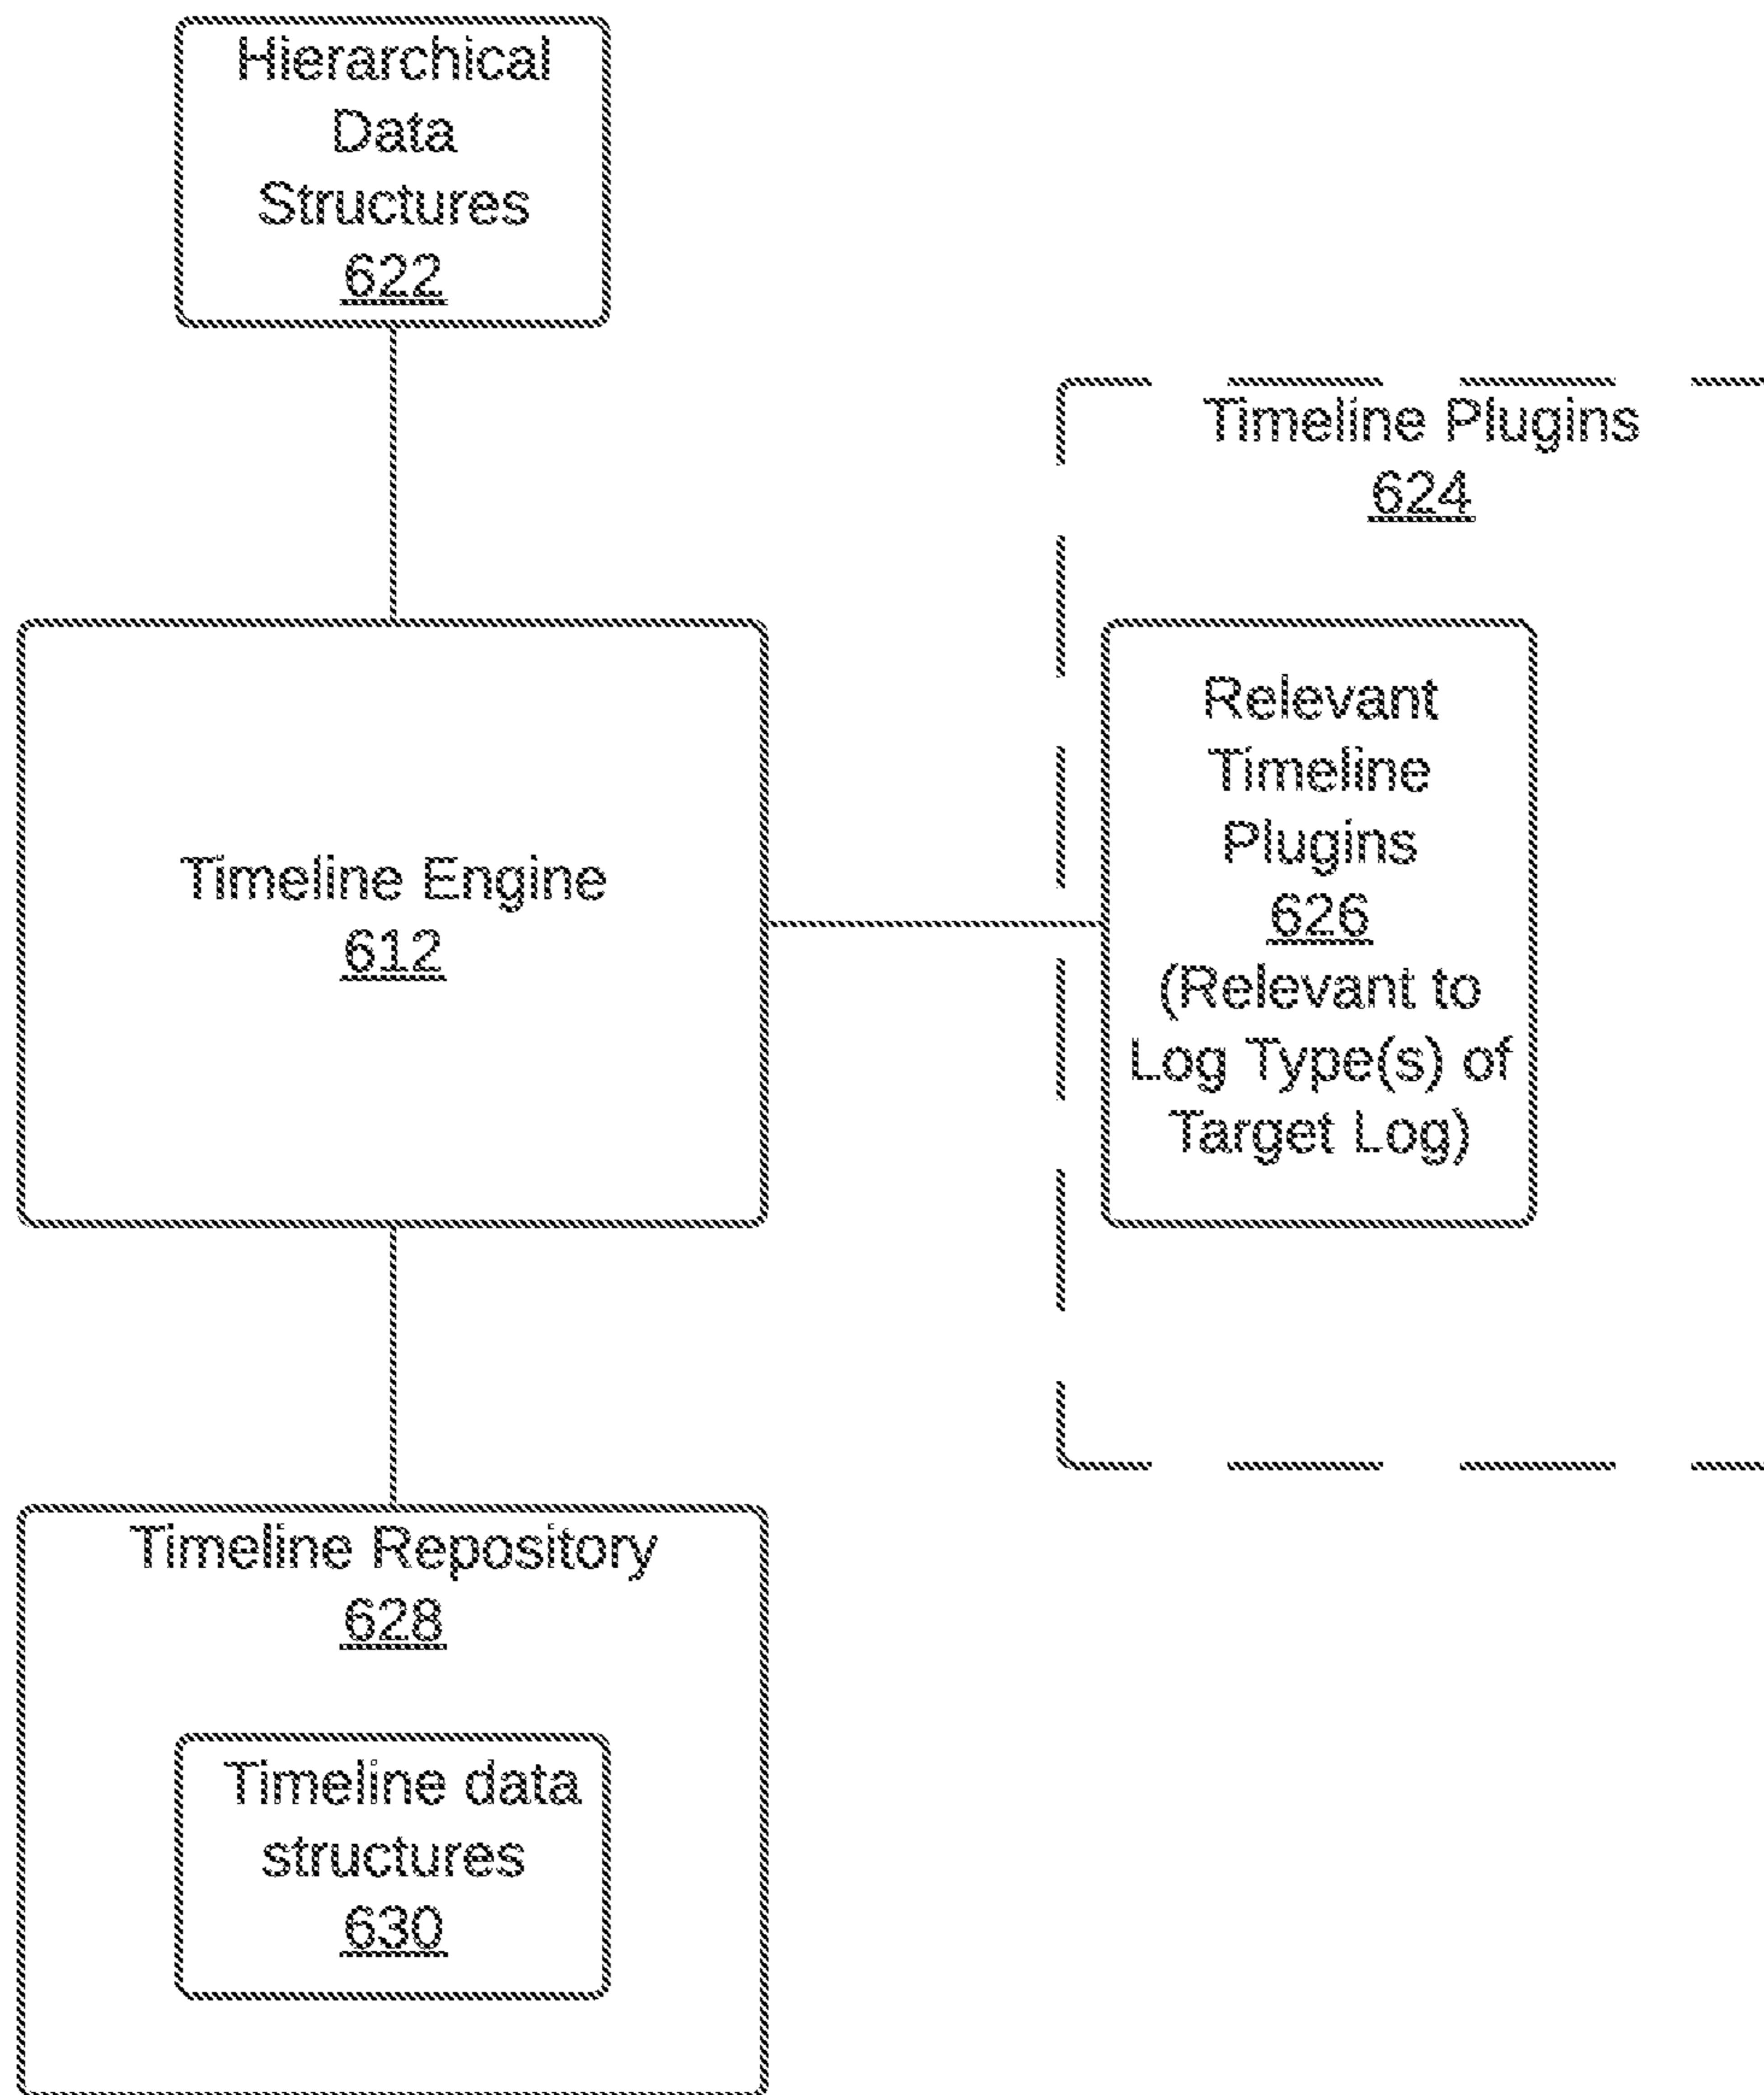 Hierarchical
Data
Structures
622
Timeline Plugins
624
Relevant
Timeline
Plugins
626
(Relevant to
Log Type(s) of
Target Log)
Timeline Engine
612
Timeline Repository
628
Timeline data
structures
630